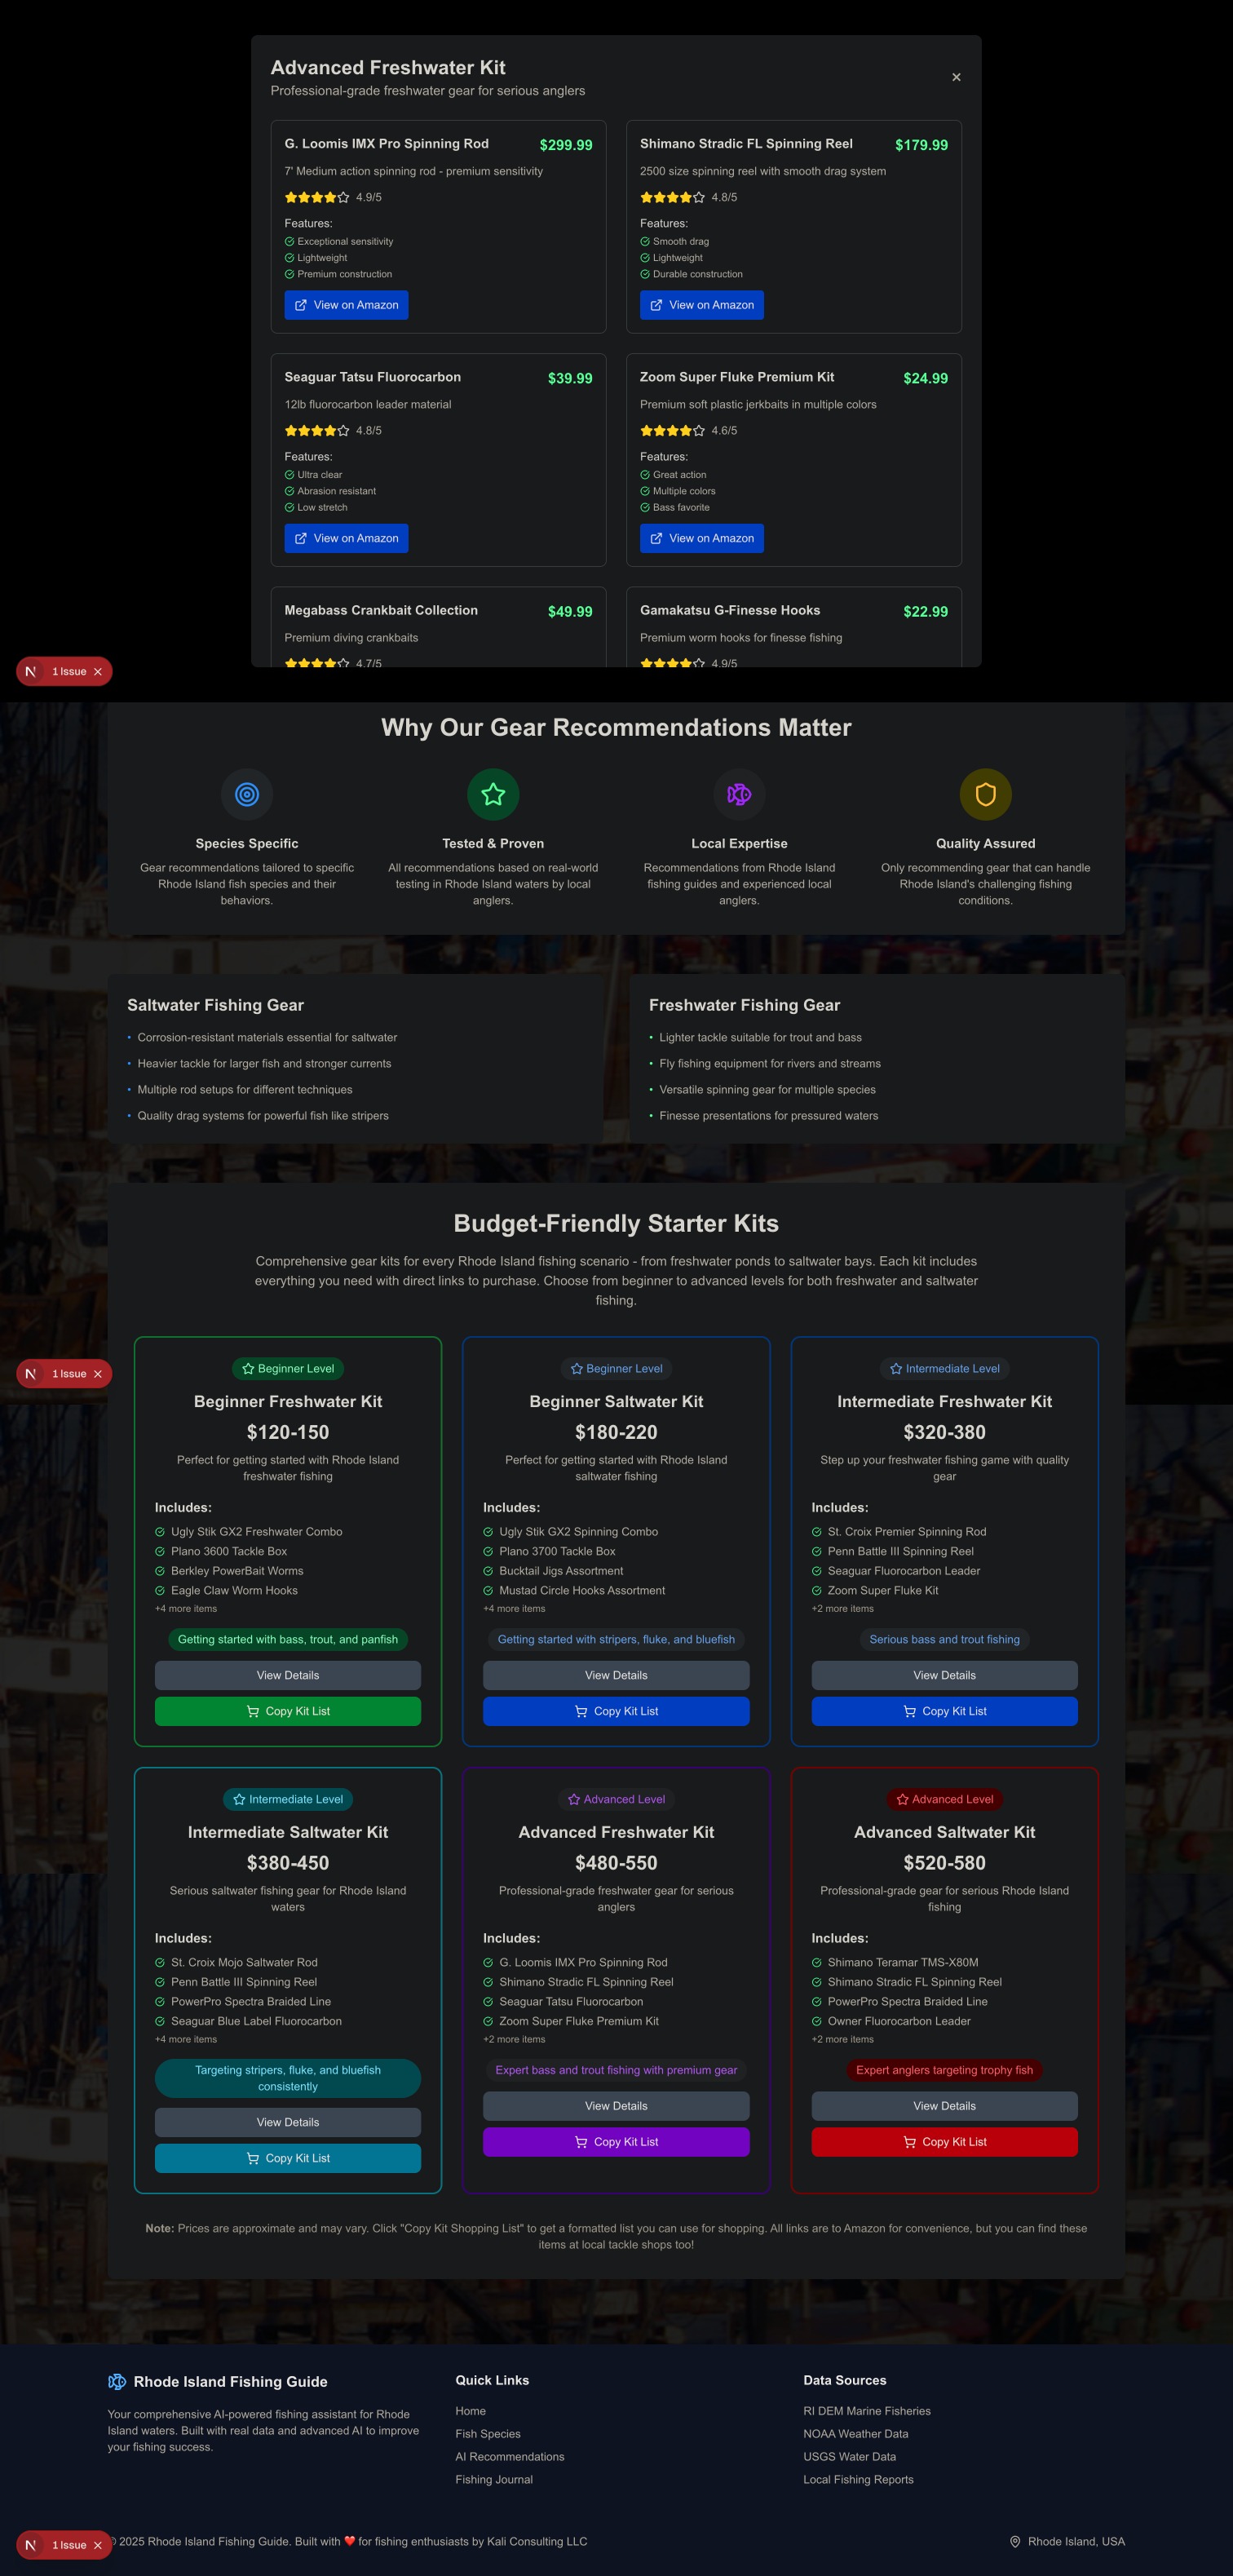 Advanced Freshwater Kit
Professional-grade freshwater gear for serious anglers
G. Loomis IMX Pro Spinning Rod
$299.99
7' Medium action spinning rod - premium sensitivity
4.9/5
Features:
Exceptional sensitivity
Lightweight
Premium construction
View on Amazon
Shimano Stradic FL Spinning Reel
$179.99
2500 size spinning reel with smooth drag system
4.8/5
Features:
Smooth drag
Lightweight
Durable construction
View on Amazon
Seaguar Tatsu Fluorocarbon
$39.99
12lb fluorocarbon leader material
4.8/5
Features:
Ultra clear
Abrasion resistant
Low stretch
View on Amazon
Zoom Super Fluke Premium Kit
$24.99
Premium soft plastic jerkbaits in multiple colors
4.6/5
Features:
Great action
Multiple colors
Bass favorite
View on Amazon
Megabass Crankbait Collection
$49.99
Premium diving crankbaits
4.7/5
Gamakatsu G-Finesse Hooks
$22.99
Premium worm hooks for finesse fishing
4.9/5
N 1 Issue
Why Our Gear Recommendations Matter
Species Specific
Gear recommendations tailored to specific
Rhode Island fish species and their
behaviors.
Tested & Proven
All recommendations based on real-world
testing in Rhode Island waters by local
anglers.
Local Expertise
Recommendations from Rhode Island
fishing guides and experienced local
anglers.
Quality Assured
Only recommending gear that can handle
Rhode Island's challenging fishing
conditions.
Saltwater Fishing Gear
• Corrosion-resistant materials essential for saltwater
• Heavier tackle for larger fish and stronger currents
• Multiple rod setups for different techniques
• Quality drag systems for powerful fish like stripers
Freshwater Fishing Gear
• Lighter tackle suitable for trout and bass
• Fly fishing equipment for rivers and streams
• Versatile spinning gear for multiple species
• Finesse presentations for pressured waters
Budget-Friendly Starter Kits
Comprehensive gear kits for every Rhode Island fishing scenario - from freshwater ponds to saltwater bays. Each kit includes
everything you need with direct links to purchase. Choose from beginner to advanced levels for both freshwater and saltwater
fishing.
N 1 Issue
Beginner Level
Beginner Freshwater Kit
$120-150
Perfect for getting started with Rhode Island
freshwater fishing
Includes:
Ugly Stik GX2 Freshwater Combo
Plano 3600 Tackle Box
Berkley PowerBait Worms
Eagle Claw Worm Hooks
+4 more items
Getting started with bass, trout, and panfish
View Details
Copy Kit List
Beginner Level
Beginner Saltwater Kit
$180-220
Perfect for getting started with Rhode Island
saltwater fishing
Includes:
Ugly Stik GX2 Spinning Combo
Plano 3700 Tackle Box
Bucktail Jigs Assortment
Mustad Circle Hooks Assortment
+4 more items
Getting started with stripers, fluke, and bluefish
View Details
Copy Kit List
Intermediate Level
Intermediate Freshwater Kit
$320-380
Step up your freshwater fishing game with quality
gear
Includes:
St. Croix Premier Spinning Rod
Penn Battle III Spinning Reel
Seaguar Fluorocarbon Leader
Zoom Super Fluke Kit
+2 more items
Serious bass and trout fishing
View Details
Copy Kit List
Intermediate Level
Intermediate Saltwater Kit
$380-450
Serious saltwater fishing gear for Rhode Island
waters
Includes:
St. Croix Mojo Saltwater Rod
Penn Battle III Spinning Reel
PowerPro Spectra Braided Line
Seaguar Blue Label Fluorocarbon
+4 more items
Targeting stripers, fluke, and bluefish
consistently
View Details
Copy Kit List
Advanced Level
Advanced Freshwater Kit
$480-550
Professional-grade freshwater gear for serious
anglers
Includes:
G. Loomis IMX Pro Spinning Rod
Shimano Stradic FL Spinning Reel
Seaguar Tatsu Fluorocarbon
Zoom Super Fluke Premium Kit
+2 more items
Expert bass and trout fishing with premium gear
View Details
Copy Kit List
Advanced Level
Advanced Saltwater Kit
$520-580
Professional-grade gear for serious Rhode Island
fishing
Includes:
Shimano Teramar TMS-X80M
Shimano Stradic FL Spinning Reel
PowerPro Spectra Braided Line
Owner Fluorocarbon Leader
+2 more items
Expert anglers targeting trophy fish
View Details
Copy Kit List
Note: Prices are approximate and may vary. Click "Copy Kit Shopping List" to get a formatted list you can use for shopping. All links are to Amazon for convenience, but you can find these
items at local tackle shops too!
Rhode Island Fishing Guide
Your comprehensive AI-powered fishing assistant for Rhode
Island waters. Built with real data and advanced AI to improve
your fishing success.
Quick Links
Home
Fish Species
AI Recommendations
Fishing Journal
Data Sources
RI DEM Marine Fisheries
NOAA Weather Data
USGS Water Data
Local Fishing Reports
N 1 Issue
© 2025 Rhode Island Fishing Guide. Built with ❤️ for fishing enthusiasts by Kali Consulting LLC
Rhode Island, USA